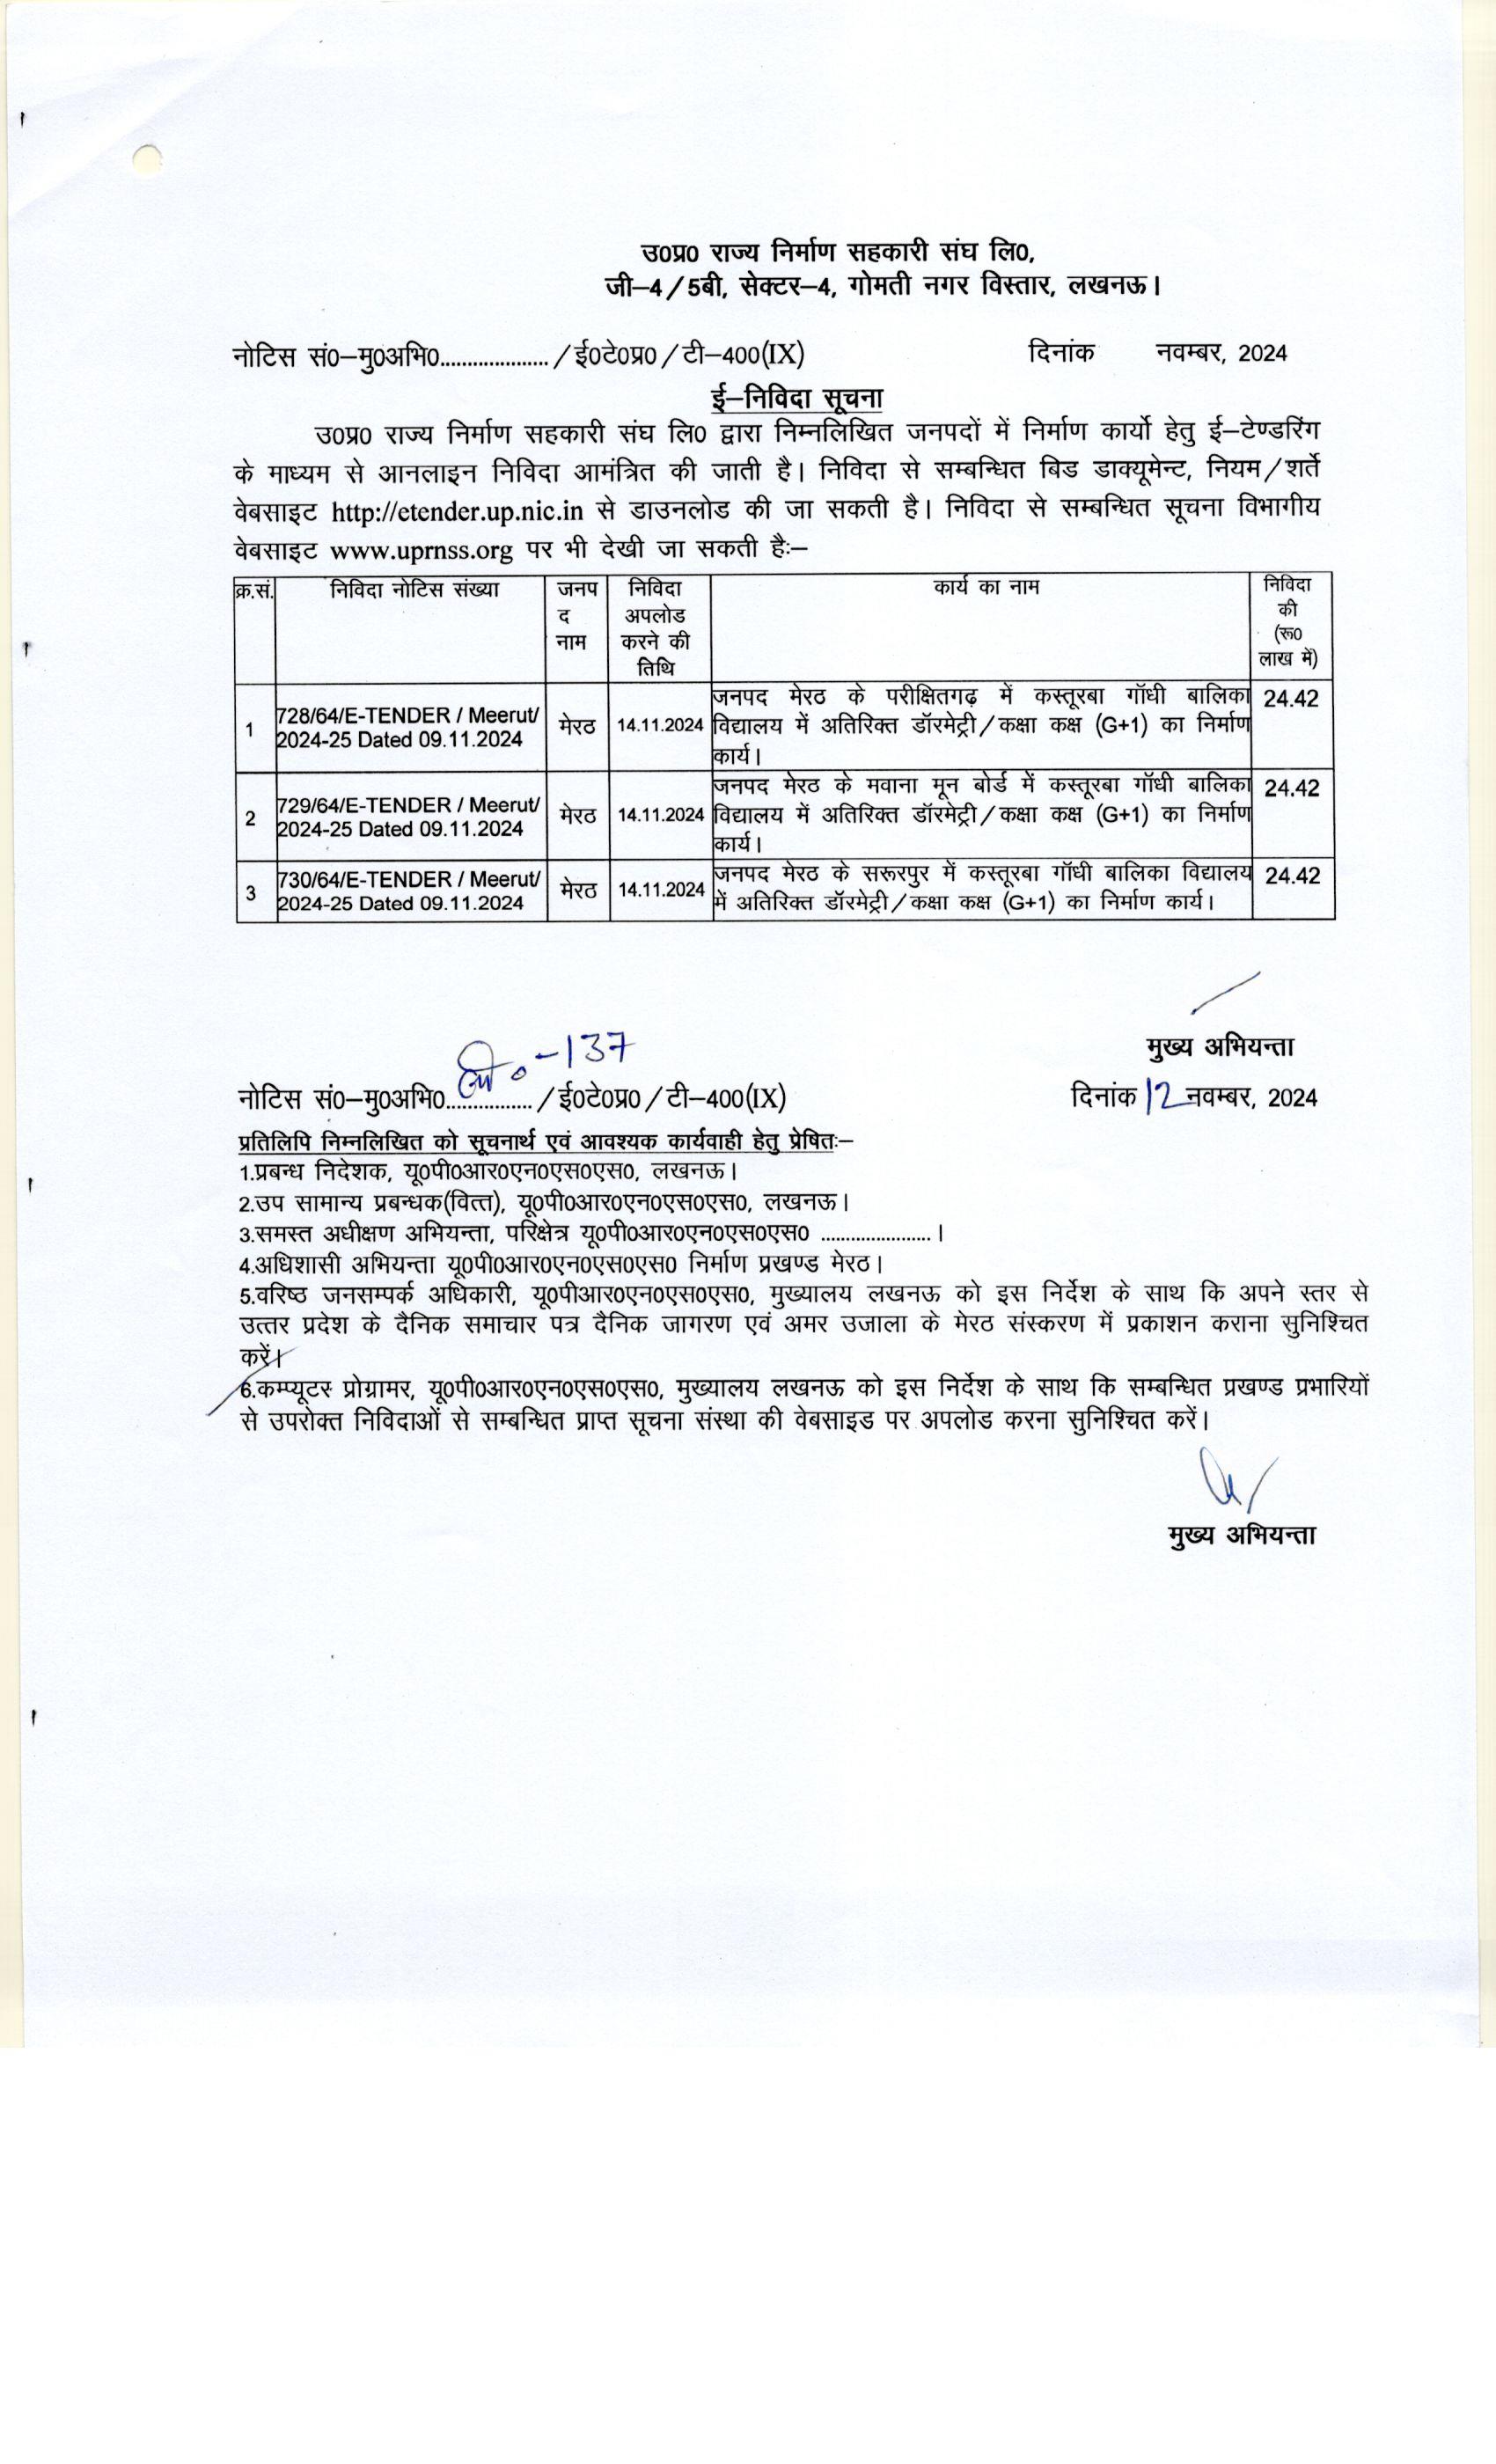 उ0प्र0 राज्य निर्माण सहकारी संघ लि0,
जी–4/5बी, सेक्टर–4, गोमती नगर विस्तार, लखनऊ।
नोटिस सं0–मु0अभि0.................... /ई0टे0प्र0/टी–400(IX) दिनांक नवम्बर, 2024
ई–निविदा सूचना
उ0प्र0 राज्य निर्माण सहकारी संघ लि0 द्वारा निम्नलिखित जनपदों में निर्माण कार्यो हेतु ई–टेण्डरिंग
के माध्यम से आनलाइन निविदा आमंत्रित की जाती है। निविदा से सम्बन्धित बिड डाक्यूमेन्ट, नियम/शर्ते
वेबसाइट http://etender.up.nic.in से डाउनलोड की जा सकती है। निविदा से सम्बन्धित सूचना विभागीय
वेबसाइट www.uprnss.org पर भी देखी जा सकती हैः–
क्र.सं. निविदा नोटिस संख्या जनप निविदा कार्य का नाम निविदा
द अपलोड की
नाम करने की (रू0
तिथि लाख में)
जनपद मेरठ के परीक्षितगढ़ में कस्तूरबा गॉधी बालिका 24.42
1 728/64/E-TENDER / Meerut/ मेरठ 14.11.2024 विद्यालय में अतिरिक्त डॉरमेट्री/कक्षा कक्ष (G+1) का निर्माण
2024-25 Dated 09.11.2024 कार्य।
जनपद मेरठ के मवाना मून बोर्ड में कस्तूरबा गॉधी बालिका 24.42
2 729/64/E-TENDER / Meerut/ मेरठ 14.11.2024 विद्यालय में अतिरिक्त डॉरमेट्री/कक्षा कक्ष (G+1) का निर्माण
2024-25 Dated 09.11.2024 कार्य।
3 730/64/E-TENDER / Meerut/ मेरठ 14.11.2024 जनपद मेरठ के सरूरपुर में कस्तूरबा गॉधी बालिका विद्यालय 24.42
2024-25 Dated 09.11.2024 में अतिरिक्त डॉरमेट्री/कक्षा कक्ष (G+1) का निर्माण कार्य।
मुख्य अभियन्ता
–137
नोटिस सं0–मु0अभि0................ /ई0टे0प्र0/टी–400(IX) दिनांक 12 नवम्बर, 2024
प्रतिलिपि निम्नलिखित को सूचनार्थ एवं आवश्यक कार्यवाही हेतु प्रेषितः–
1.प्रबन्ध निदेशक, यू0पी0आर0एन0एस0एस0, लखनऊ।
2.उप सामान्य प्रबन्धक(वित्त), यू0पी0आर0एन0एस0एस0, लखनऊ।
3.समस्त अधीक्षण अभियन्ता, परिक्षेत्र यू0पी0आर0एन0एस0एस0 ...................... ।
4.अधिशासी अभियन्ता यू0पी0आर0एन0एस0एस0 निर्माण प्रखण्ड मेरठ।
5.वरिष्ठ जनसम्पर्क अधिकारी, यू0पीआर0एन0एस0एस0, मुख्यालय लखनऊ को इस निर्देश के साथ कि अपने स्तर से
उत्तर प्रदेश के दैनिक समाचार पत्र दैनिक जागरण एवं अमर उजाला के मेरठ संस्करण में प्रकाशन कराना सुनिश्चित
करें।
6.कम्प्यूटर प्रोग्रामर, यू0पी0आर0एन0एस0एस0, मुख्यालय लखनऊ को इस निर्देश के साथ कि सम्बन्धित प्रखण्ड प्रभारियों
से उपरोक्त निविदाओं से सम्बन्धित प्राप्त सूचना संस्था की वेबसाइड पर अपलोड करना सुनिश्चित करें।
मुख्य अभियन्ता